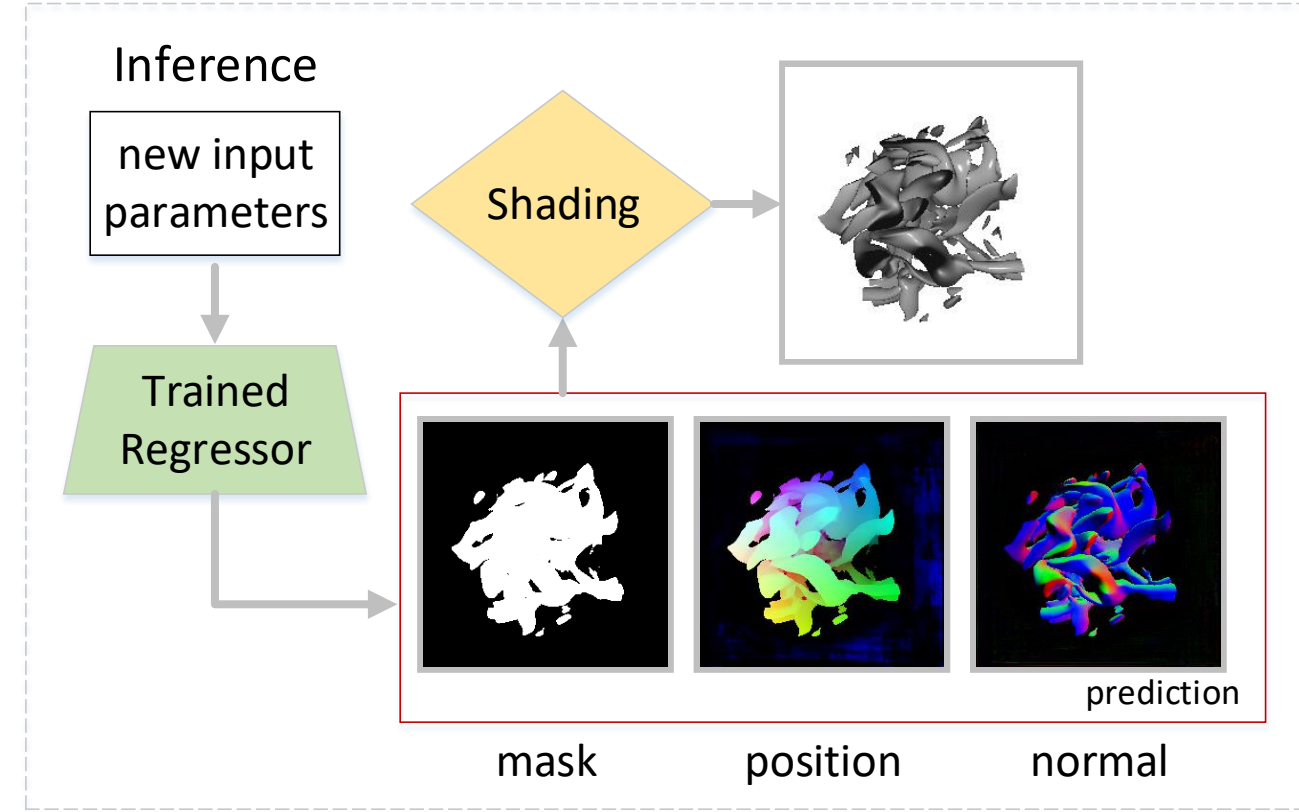 Inference
new input
parameters
Shading
Trained
Regressor
prediction
mask
position
normal